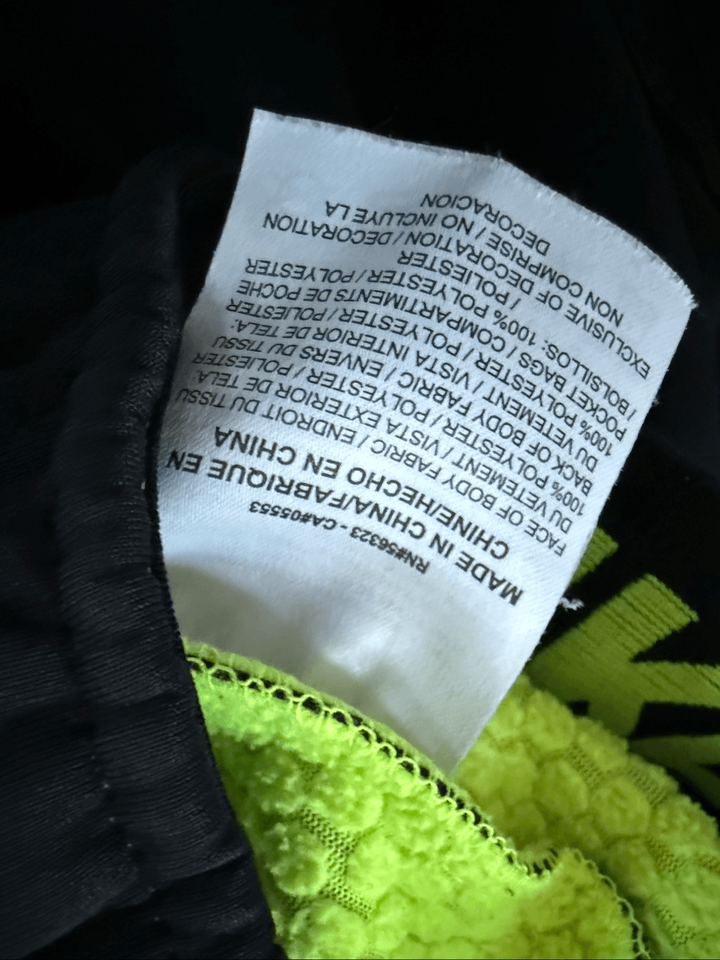 RN#56323 - CA#05553
MADE IN CHINA/FABRIQUE EN
CHINE/HECHO EN CHINA
FACE OF BODY FABRIC / ENDROIT DU TISSU
DU VETEMENT / VISTA EXTERIOR DE TELA:
100% POLYESTER / POLYESTER / POLIESTER
BACK OF BODY FABRIC / ENVERS DU TISSU
DU VETEMENT / VISTA INTERIOR DE TELA:
100% POLYESTER / POLYESTER / POLIESTER
POCKET BAGS / COMPARTIMENTS DE POCHE
/ BOLSILLOS: 100% POLYESTER / POLYESTER
/ POLIESTER
EXCLUSIVE OF DECORATION / DECORATION
NON COMPRISE / NO INCLUYE LA
DECORACION